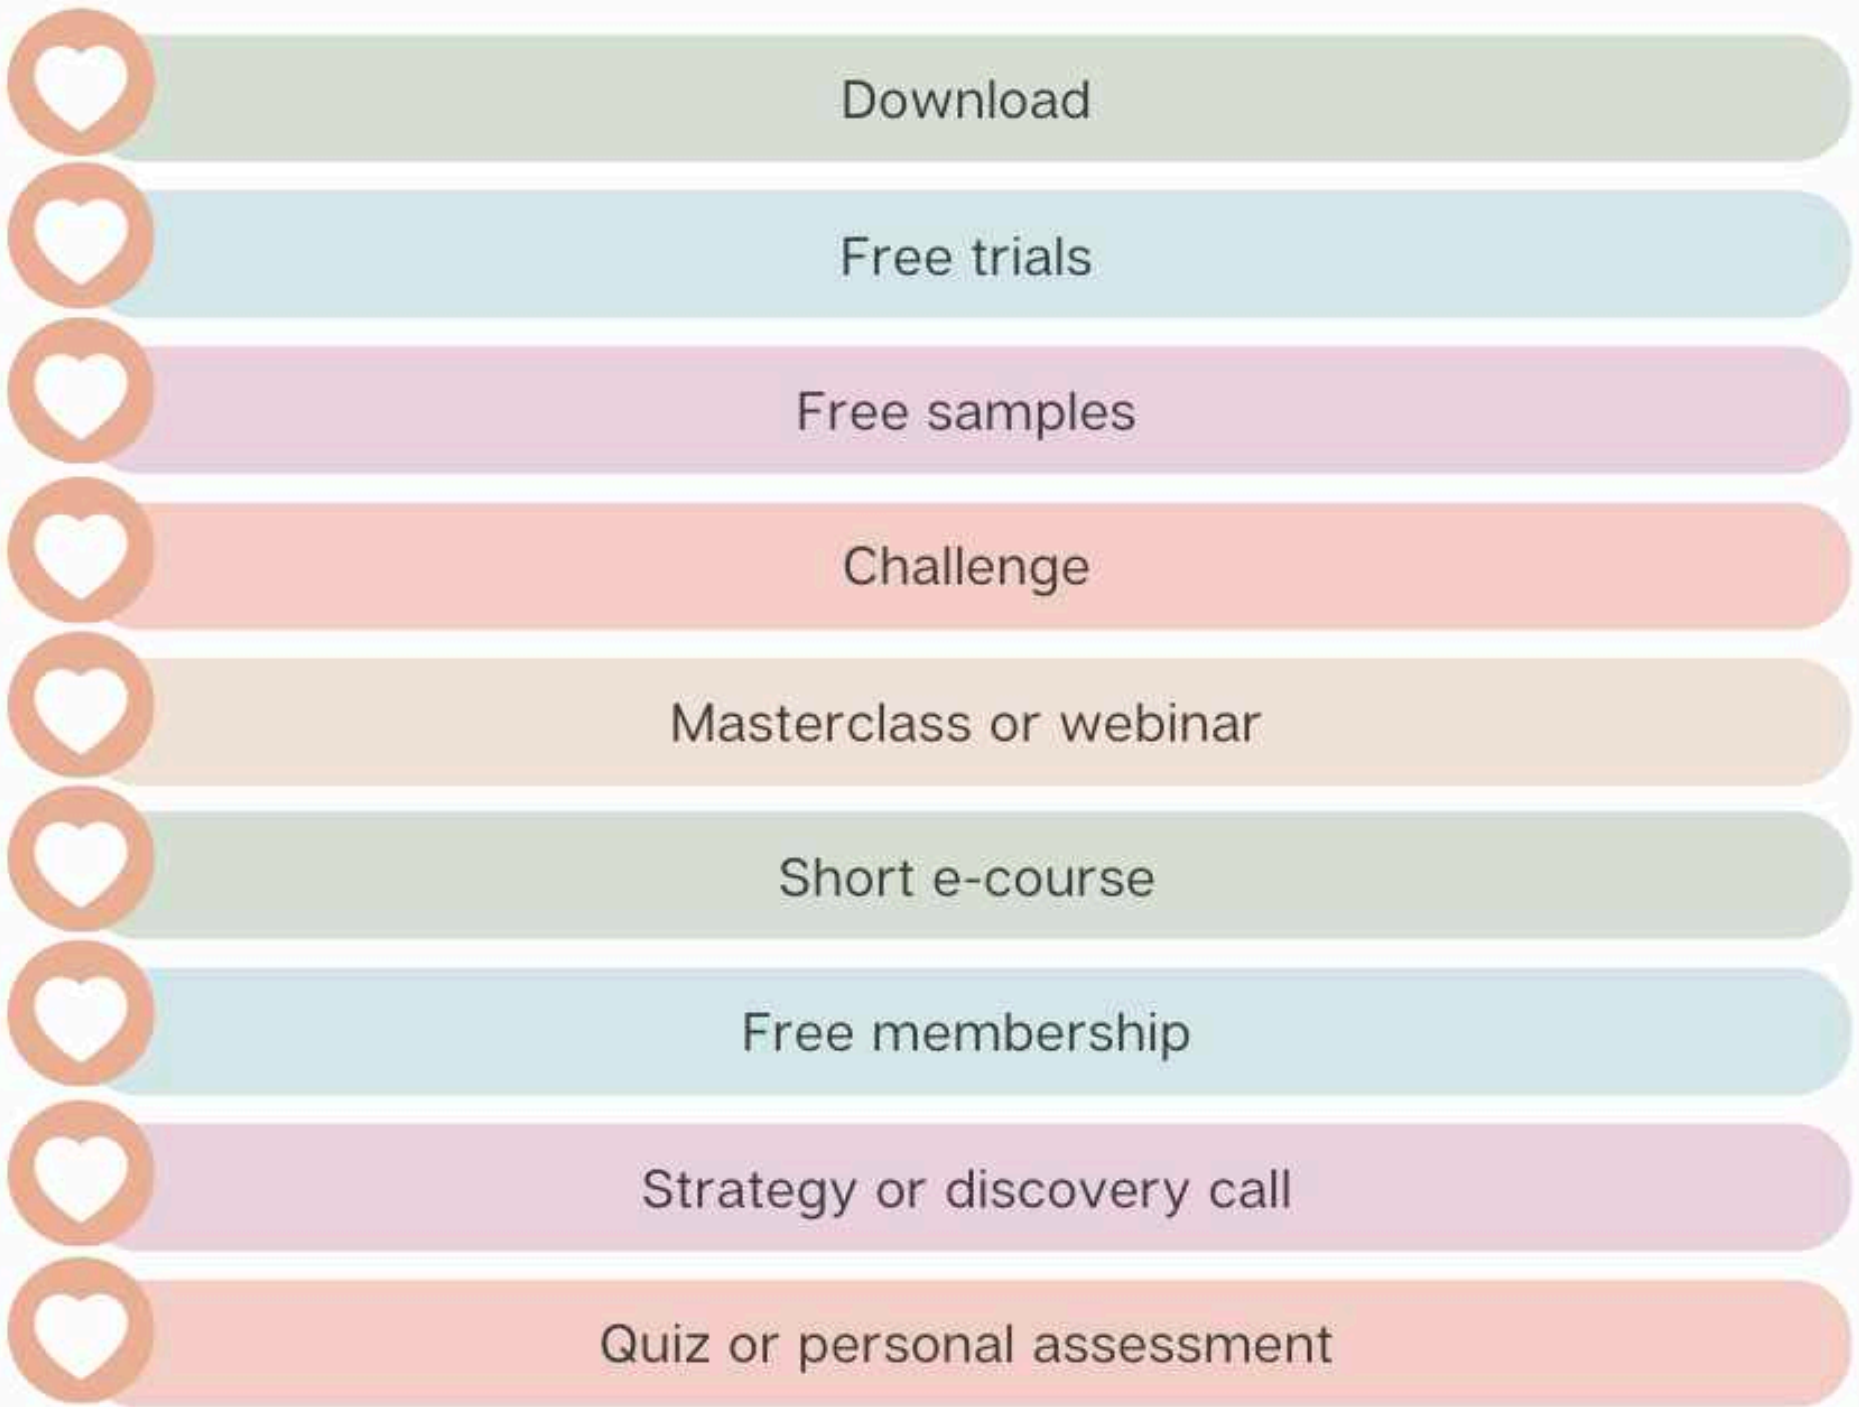 Download
Free trials
Free samples
Challenge
Masterclass or webinar
Short e-course
Free membership
Strategy or discovery call
Quiz or personal assessment